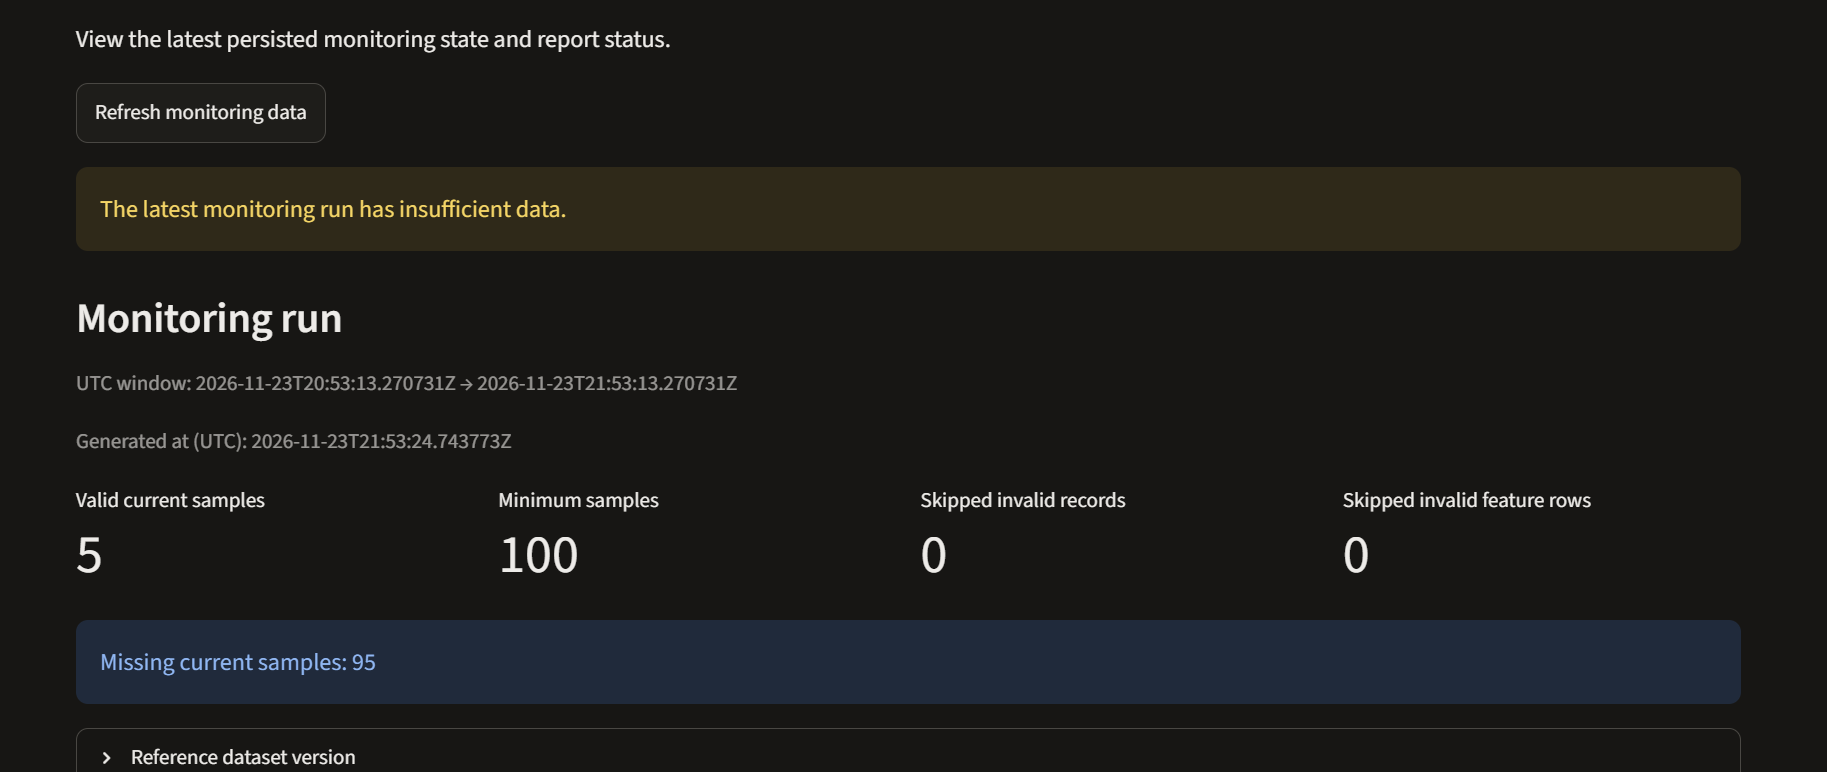 View the latest persisted monitoring state and report status.
Refresh monitoring data
The latest monitoring run has insufficient data.
Monitoring run
UTC window: 2026-11-23T20:53:13.270731Z → 2026-11-23T21:53:13.270731Z
Generated at (UTC): 2026-11-23T21:53:24.743773Z
Valid current samples
5
Minimum samples
100
Skipped invalid records
0
Skipped invalid feature rows
0
Missing current samples: 95
Reference dataset version